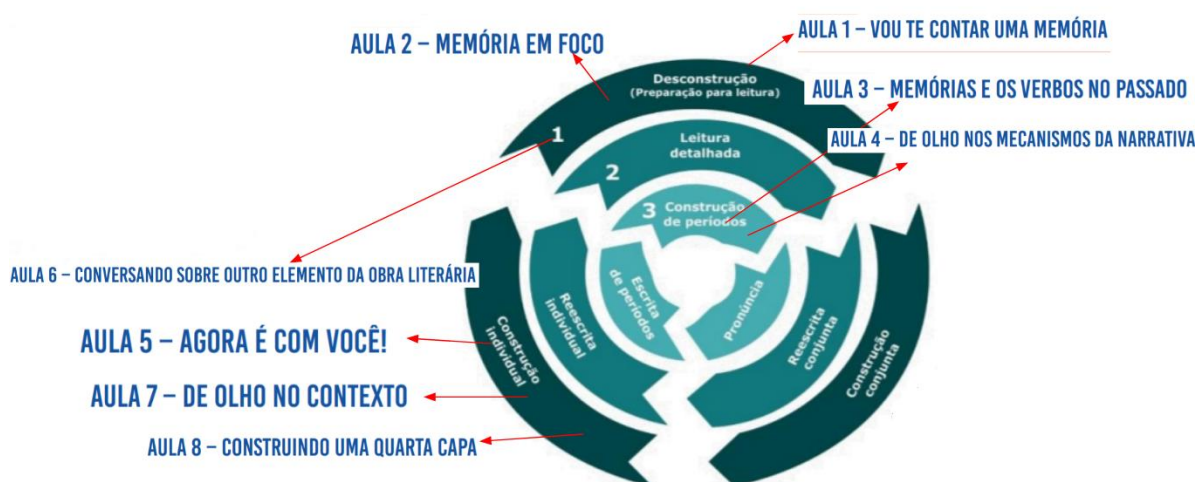 AULA 1 – VOU TE CONTAR UMA MEMÓRIA
AULA 2 – MEMÓRIA EM FOCO
Desconstrução
(Preparação para leitura)
AULA 3 – MEMÓRIAS E OS VERBOS NO PASSADO
1
Leitura
detalhada
AULA 4 – DE OLHO NOS MECANISMOS DA NARRATIVA
2
3
Construção
de períodos
AULA 6 – CONVERSANDO SOBRE OUTRO ELEMENTO DA OBRA LITERÁRIA
Escrita
de períodos
Pronúncia
Reescrita
individual
Reescrita
conjunta
Construção
individual
Construção
conjunta
AULA 5 – AGORA É COM VOCÊ!
AULA 7 – DE OLHO NO CONTEXTO
AULA 8 – CONSTRUINDO UMA QUARTA CAPA